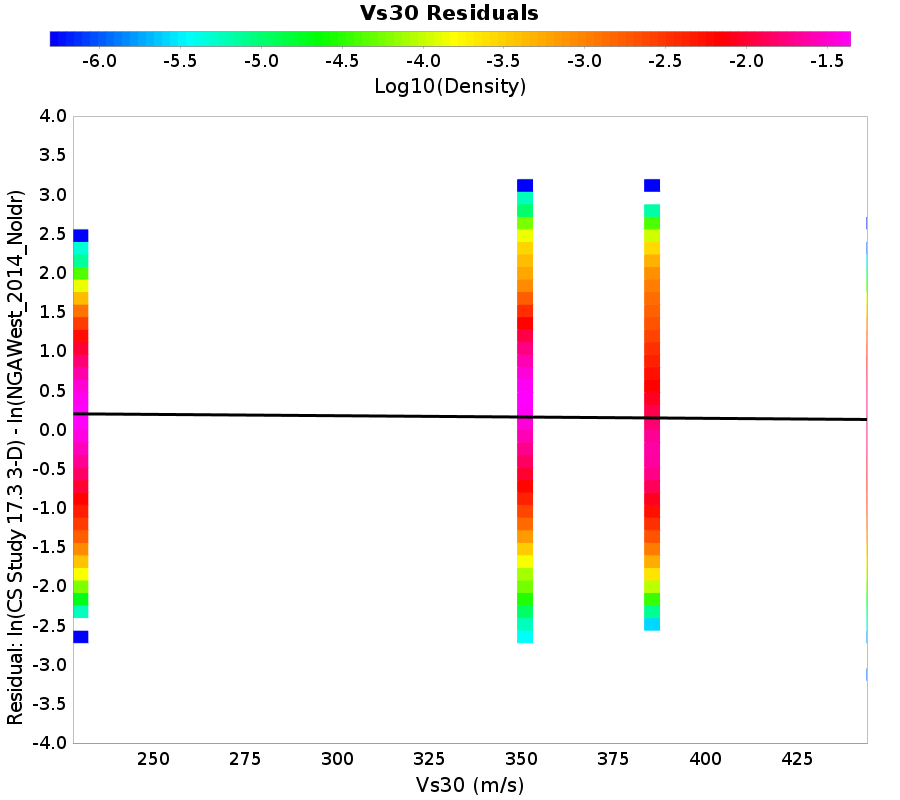 Vs30 Residuals
-6.0 -5.5 -5.0 -4.5 -4.0 -3.5 -3.0 -2.5 -2.0 -1.5
Log10(Density)
Residual: ln(CS Study 17.3 3-D) - ln(NGAWest_2014_NoIdr)
4.0
3.5
3.0
2.5
2.0
1.5
1.0
0.5
0.0
-0.5
-1.0
-1.5
-2.0
-2.5
-3.0
-3.5
-4.0
250 275 300 325 350 375 400 425
Vs30 (m/s)